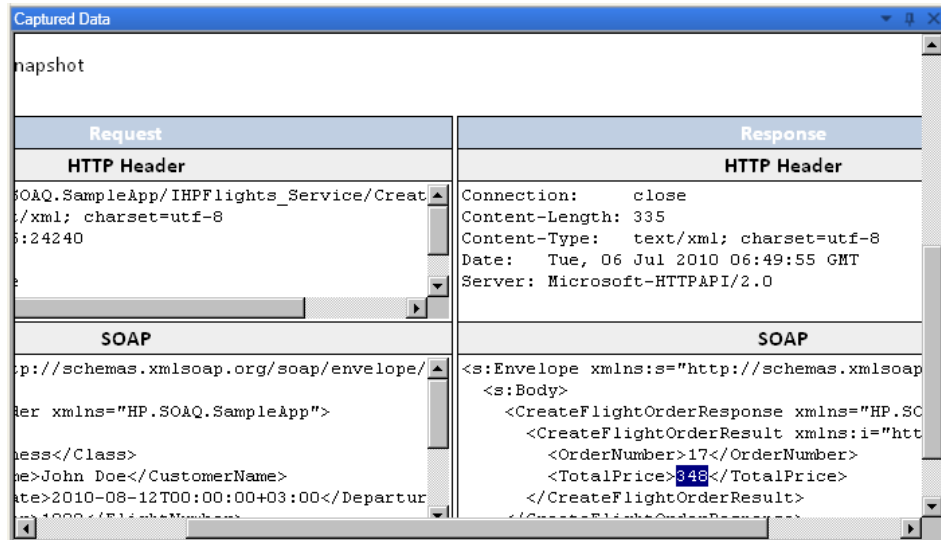 Captured Data
napshot
Request
HTTP Header
SOAQ.SampleApp/IHPFlights_Service/Creat
/xml; charset=utf-8
:24240
SOAP
tp://schemas.xmlsoap.org/soap/envelope/
der xmlns="HP.SOAQ.SampleApp">
ness</Class>
me>John Doe</CustomerName>
ate>2010-08-12T00:00:00+03:00</Departur
Response
HTTP Header
Connection: close
Content-Length: 335
Content-Type: text/xml; charset=utf-8
Date: Tue, 06 Jul 2010 06:49:55 GMT
Server: Microsoft-HTTPAPI/2.0
SOAP
<s:Envelope xmlns:s="http://schemas.xmlsoap
<s:Body>
<CreateFlightOrderResponse xmlns="HP.SO
<CreateFlightOrderResult xmlns:i="htt
<OrderNumber>17</OrderNumber>
<TotalPrice>348</TotalPrice>
</CreateFlightOrderResult>
</CreateFlightOrderResponse>